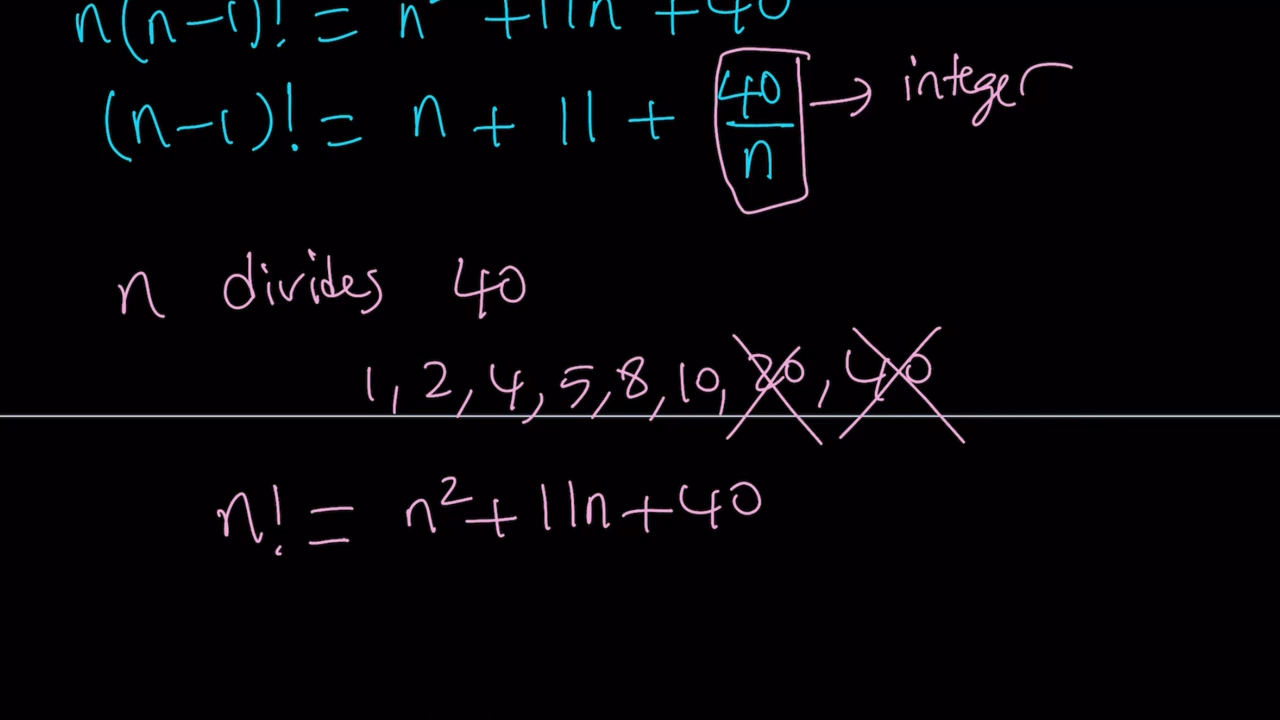 n(n-1)! = n² + 11n + 40
(n-1)! = n + 11 + 40/n → integer
n divides 40
1, 2, 4, 5, 8, 10, 20, 40
n! = n² + 11n + 40